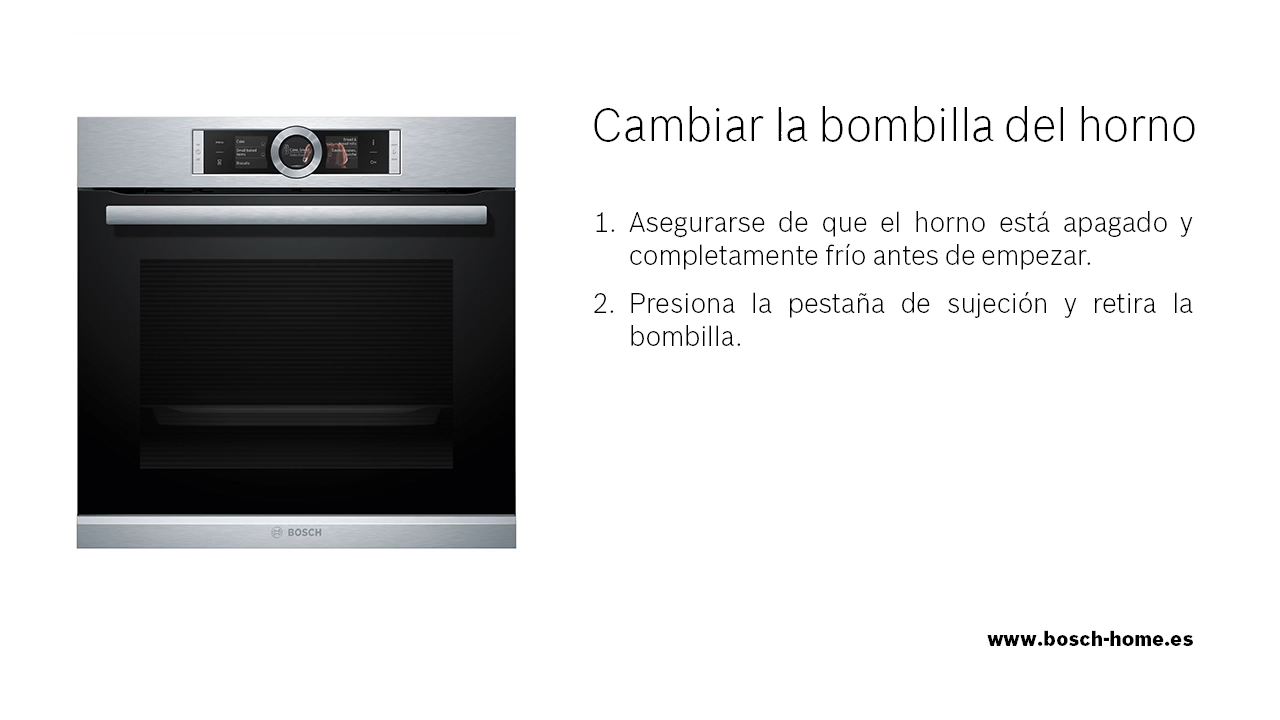 Cambiar la bombilla del horno
1. Asegurarse de que el horno está apagado y
completamente frío antes de empezar.
2. Presiona la pestaña de sujeción y retira la
bombilla.
BOSCH
www.bosch-home.es